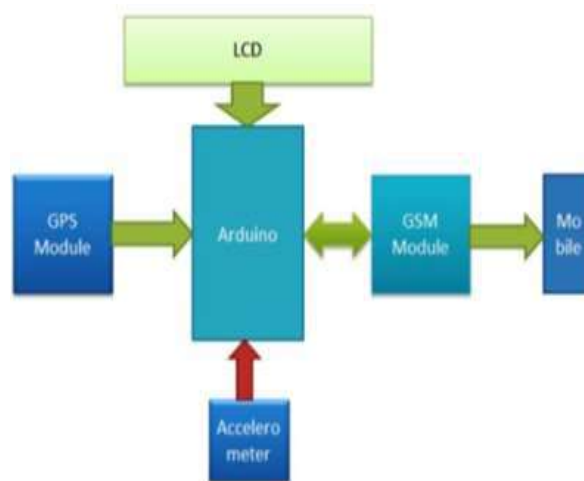 LCD
GPS
Module
Arduino
GSM
Module
Mo
bile
Accelero
meter